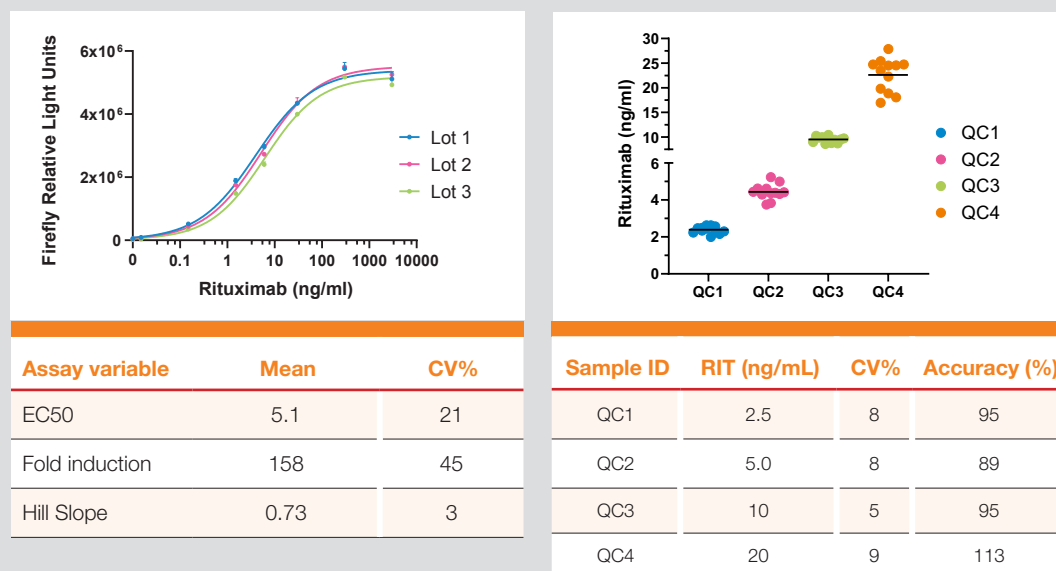 Firefly Relative Light Units
6x10⁶
4x10⁶
2x10⁶
0
0 0.1 1 10 100 1000 10000
Rituximab (ng/ml)
Lot 1
Lot 2
Lot 3
Rituximab (ng/ml)
30
25
20
10
6
4
2
0
QC1 QC2 QC3 QC4
QC1
QC2
QC3
QC4
Assay variable Mean CV%
EC50 5.1 21
Fold induction 158 45
Hill Slope 0.73 3
Sample ID RIT (ng/mL) CV% Accuracy (%)
QC1 2.5 8 95
QC2 5.0 8 89
QC3 10 5 95
QC4 20 9 113